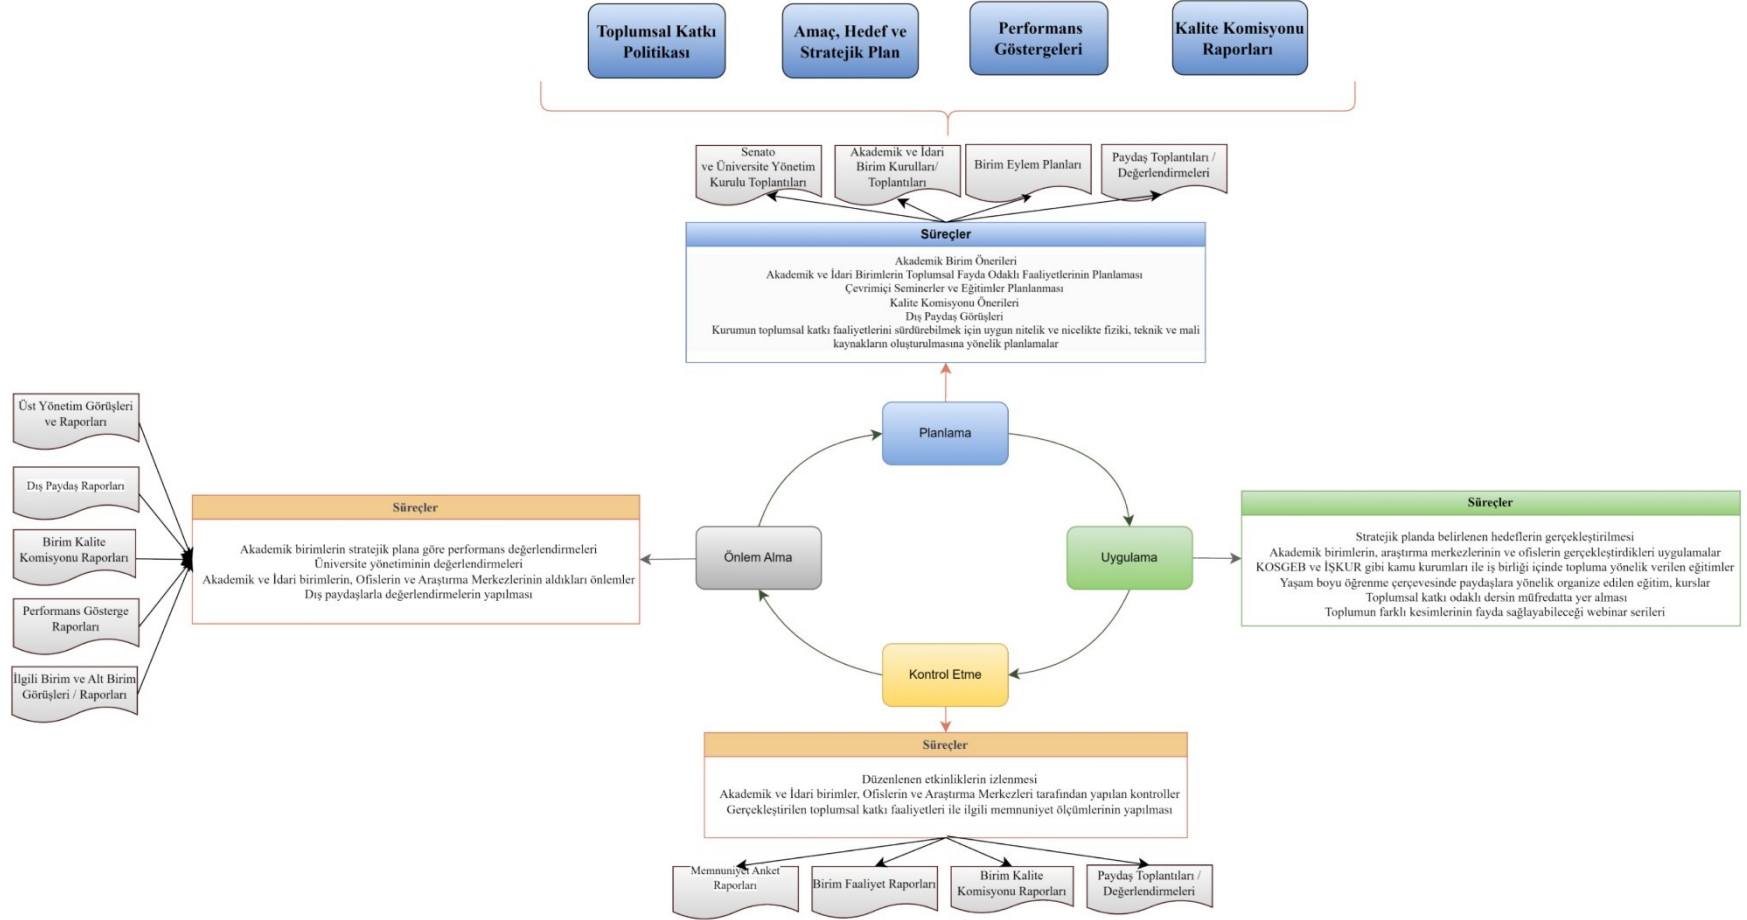 Toplumsal Katkı
Politikası
Amaç, Hedef ve
Stratejik Plan
Performans
Göstergeleri
Kalite Komisyonu
Raporları
Senato
ve Üniversite Yönetim
Kurulu Toplantıları
Akademik ve İdari
Birim Kurulları/
Toplantıları
Birim Eylem Planları
Paydaş Toplantıları /
Değerlendirmeleri
Süreçler
Akademik Birim Önerileri
Akademik ve İdari Birimlerin Toplumsal Fayda Odaklı Faaliyetlerinin Planlaması
Çevrimiçi Seminerler ve Eğitimler Planlanması
Kalite Komisyonu Önerileri
Dış Paydaş Görüşleri
Kurumun toplumsal katkı faaliyetlerini sürdürebilmek için uygun nitelik ve nicelikte fiziki, teknik ve mali
kaynakların oluşturulmasına yönelik planlamalar
Planlama
Üst Yönetim Görüşleri
ve Raporları
Dış Paydaş Raporları
Birim Kalite
Komisyonu Raporları
Performans Gösterge
Raporları
İlgili Birim ve Alt Birim
Görüşleri / Raporları
Süreçler
Akademik birimlerin stratejik plana göre performans değerlendirmeleri
Üniversite yönetiminin değerlendirmeleri
Akademik ve İdari birimlerin, Ofislerin ve Araştırma Merkezlerinin aldıkları önlemler
Dış paydaşlarla değerlendirmelerin yapılması
Önlem Alma
Uygulama
Süreçler
Stratejik planda belirlenen hedeflerin gerçekleştirilmesi
Akademik birimlerin, araştırma merkezlerinin ve ofislerin gerçekleştirdikleri uygulamalar
KOSGEB ve İŞKUR gibi kamu kurumları ile iş birliği içinde topluma yönelik verilen eğitimler
Yaşam boyu öğrenme çerçevesinde paydaşlara yönelik organize edilen eğitim, kurslar
Toplumsal katkı odaklı dersin müfredatta yer alması
Toplumun farklı kesimlerinin fayda sağlayabileceği webinar serileri
Kontrol Etme
Süreçler
Düzenlenen etkinliklerin izlenmesi
Akademik ve İdari birimler, Ofislerin ve Araştırma Merkezleri tarafından yapılan kontroller
Gerçekleştirilen toplumsal katkı faaliyetleri ile ilgili memnuniyet ölçümlerinin yapılması
Memnuniyet Anket
Raporları
Birim Faaliyet Raporları
Birim Kalite
Komisyonu Raporları
Paydaş Toplantıları /
Değerlendirmeleri